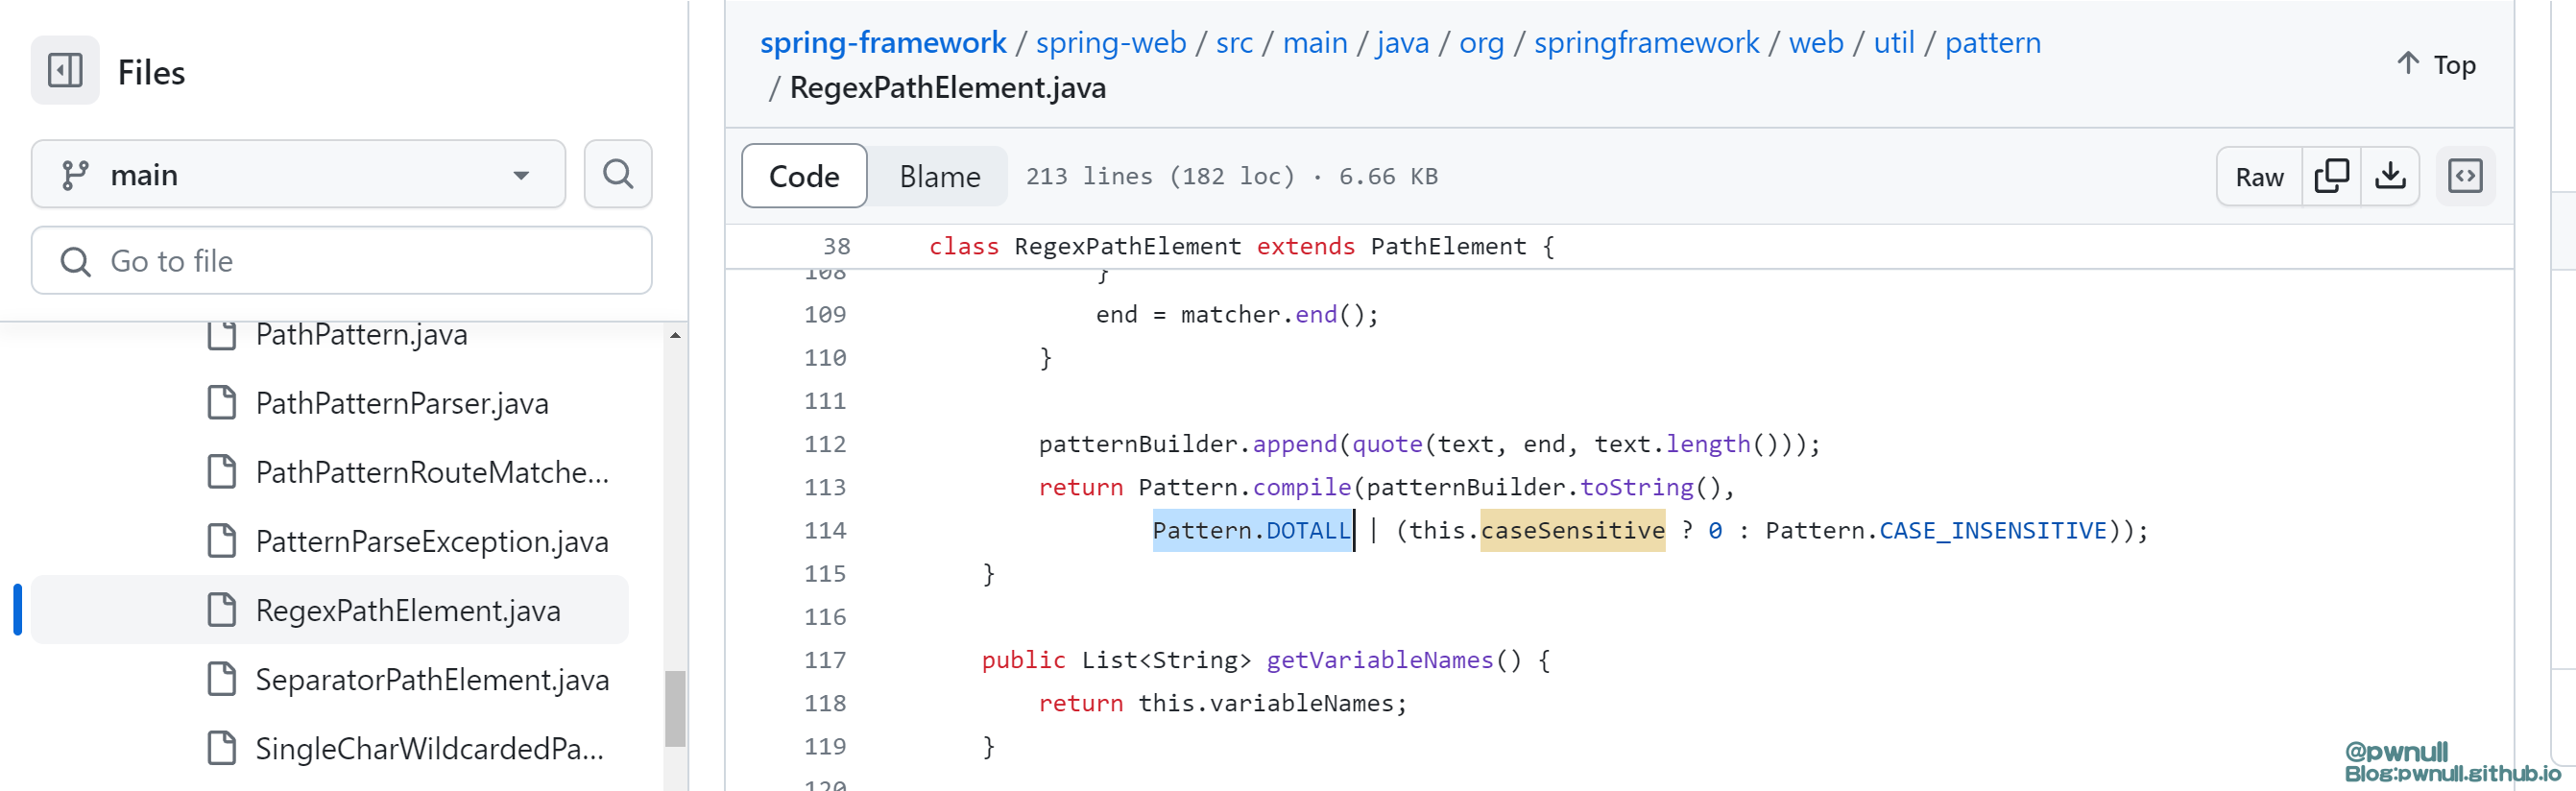 Files
main
Go to file
PathPattern.java
PathPatternParser.java
PathPatternRouteMatche...
PatternParseException.java
RegexPathElement.java
SeparatorPathElement.java
SingleCharWildcardedPa...
spring-framework / spring-web / src / main / java / org / springframework / web / util / pattern
/ RegexPathElement.java
Top
Code Blame 213 lines (182 loc) · 6.66 KB
Raw
38 class RegexPathElement extends PathElement {
108 }
109 end = matcher.end();
110 }
111
112 patternBuilder.append(quote(text, end, text.length()));
113 return Pattern.compile(patternBuilder.toString(),
114 Pattern.DOTALL | (this.caseSensitive ? 0 : Pattern.CASE_INSENSITIVE));
115 }
116
117 public List<String> getVariableNames() {
118 return this.variableNames;
119 }
120
@pwnull
Blog:pwnull.github.io